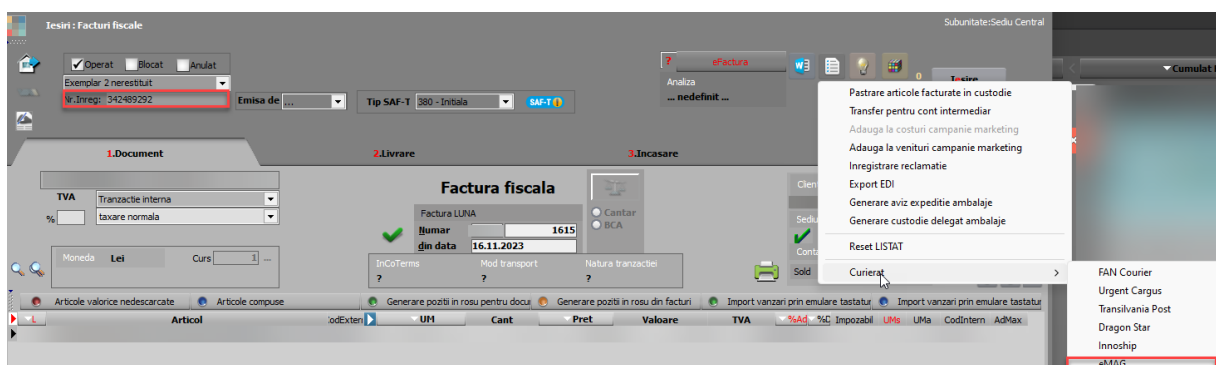 Iesiri : Facturi fiscale
Subunitate:Sediu Central
Operat Blocat Anulat
Exemplar 2 nerestituit
Nr.Inreg: 342489292
Emisa de ...
Tip SAF-T 380 - Initiala
SAF-T
? eFactura
Analiza
... nedefinit ...
0
Iesire
Cumulat
1.Document
2.Livrare
3.Incasare
TVA Tranzactie interna
% taxare normala
Moneda Lei Curs 1 ...
Factura fiscala
Factura LUNA
Numar 1615
din data 16.11.2023
Cantar
BCA
InCoTerms Mod transport Natura tranzactiei
? ? ?
Sold
Pastrare articole facturate in custodie
Transfer pentru cont intermediar
Adauga la costuri campanie marketing
Adauga la venituri campanie marketing
Inregistrare reclamatie
Export EDI
Generare aviz expeditie ambalaje
Generare custodie delegat ambalaje
Reset LISTAT
Curierat
FAN Courier
Urgent Cargus
Transilvania Post
Dragon Star
Innoship
eMAG
Articole valorice nedescarcate Articole compuse Generare pozitii in rosu pentru docu Generare pozitii in rosu din facturi Import vanzari prin emulare tastatur Import vanzari prin emulare tastatur
L Articol CodExten UM Cant Pret Valoare TVA %Ad %D Impozabil UMs UMa CodIntern AdMax